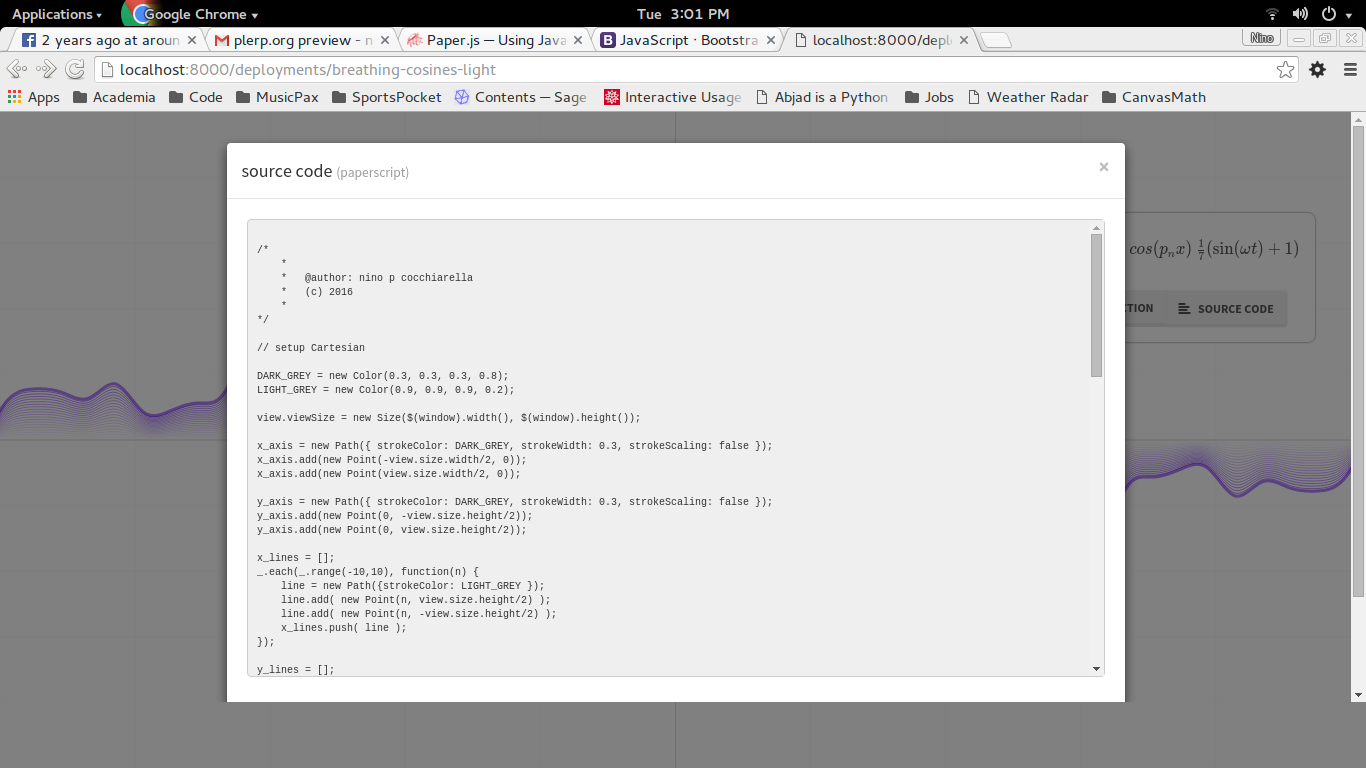 Applications Google Chrome Tue 3:01 PM
2 years ago at aroun plerp.org preview - n Paper.js — Using Java JavaScript · Bootstra localhost:8000/depl Nino
localhost:8000/deployments/breathing-cosines-light
Apps Academia Code MusicPax SportsPocket Contents — Sage Interactive Usage Abjad is a Python Jobs Weather Radar CanvasMath
source code (paperscript) ×
cos(pₙx) 1/7 (sin(ωt) + 1)
CTION SOURCE CODE
/*
    *
    *   @author: nino p cocchiarella
    *   (c) 2016
    *
*/
// setup Cartesian
DARK_GREY = new Color(0.3, 0.3, 0.3, 0.8);
LIGHT_GREY = new Color(0.9, 0.9, 0.9, 0.2);
view.viewSize = new Size($(window).width(), $(window).height());
x_axis = new Path({ strokeColor: DARK_GREY, strokeWidth: 0.3, strokeScaling: false });
x_axis.add(new Point(-view.size.width/2, 0));
x_axis.add(new Point(view.size.width/2, 0));
y_axis = new Path({ strokeColor: DARK_GREY, strokeWidth: 0.3, strokeScaling: false });
y_axis.add(new Point(0, -view.size.height/2));
y_axis.add(new Point(0, view.size.height/2));
x_lines = [];
_.each(_.range(-10,10), function(n) {
    line = new Path({strokeColor: LIGHT_GREY });
    line.add( new Point(n, view.size.height/2) );
    line.add( new Point(n, -view.size.height/2) );
    x_lines.push( line );
});
y_lines = [];